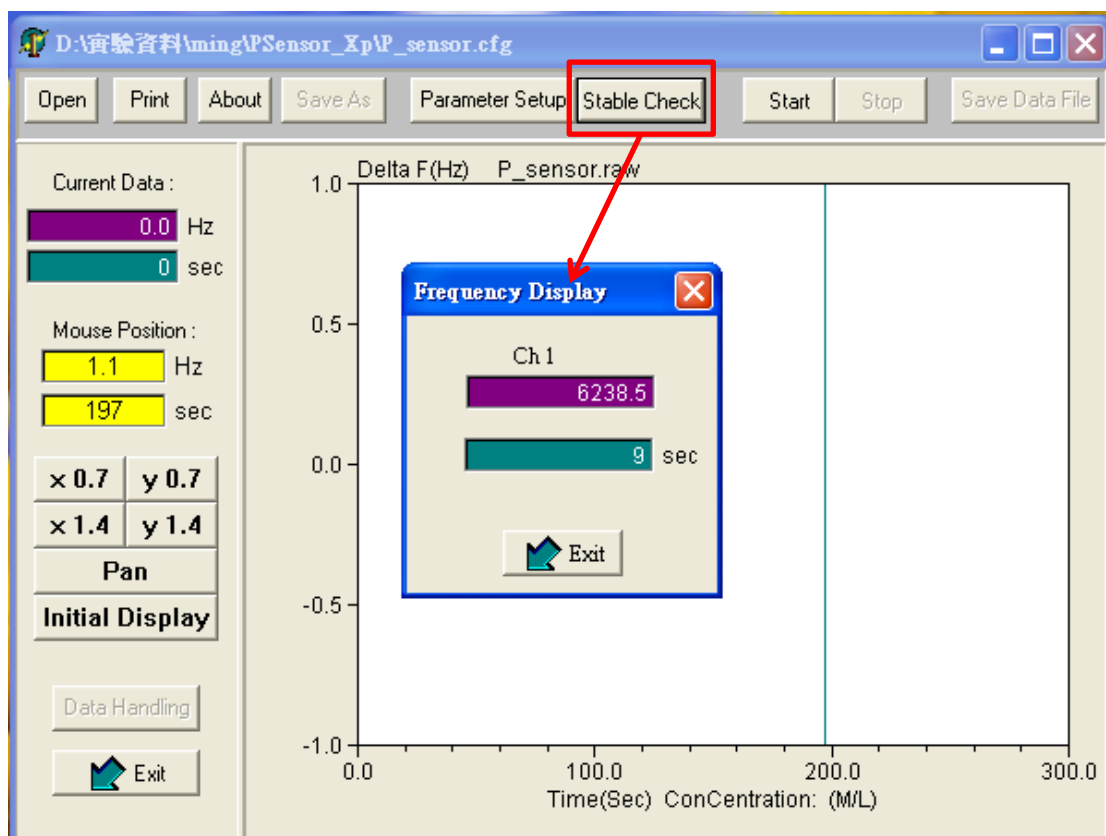 D:\實驗資料\ming\PSensor_Xp\P_sensor.cfg
Open Print About Save As Parameter Setup Stable Check Start Stop Save Data File
Current Data :
0.0 Hz
0 sec
Mouse Position :
1.1 Hz
197 sec
x 0.7 y 0.7
x 1.4 y 1.4
Pan
Initial Display
Data Handling
Exit
Delta F(Hz) P_sensor.raw
1.0
0.5
0.0
-0.5
-1.0
0.0 100.0 200.0 300.0
Time(Sec) ConCentration: (M/L)
Frequency Display
Ch 1
6238.5
9 sec
Exit